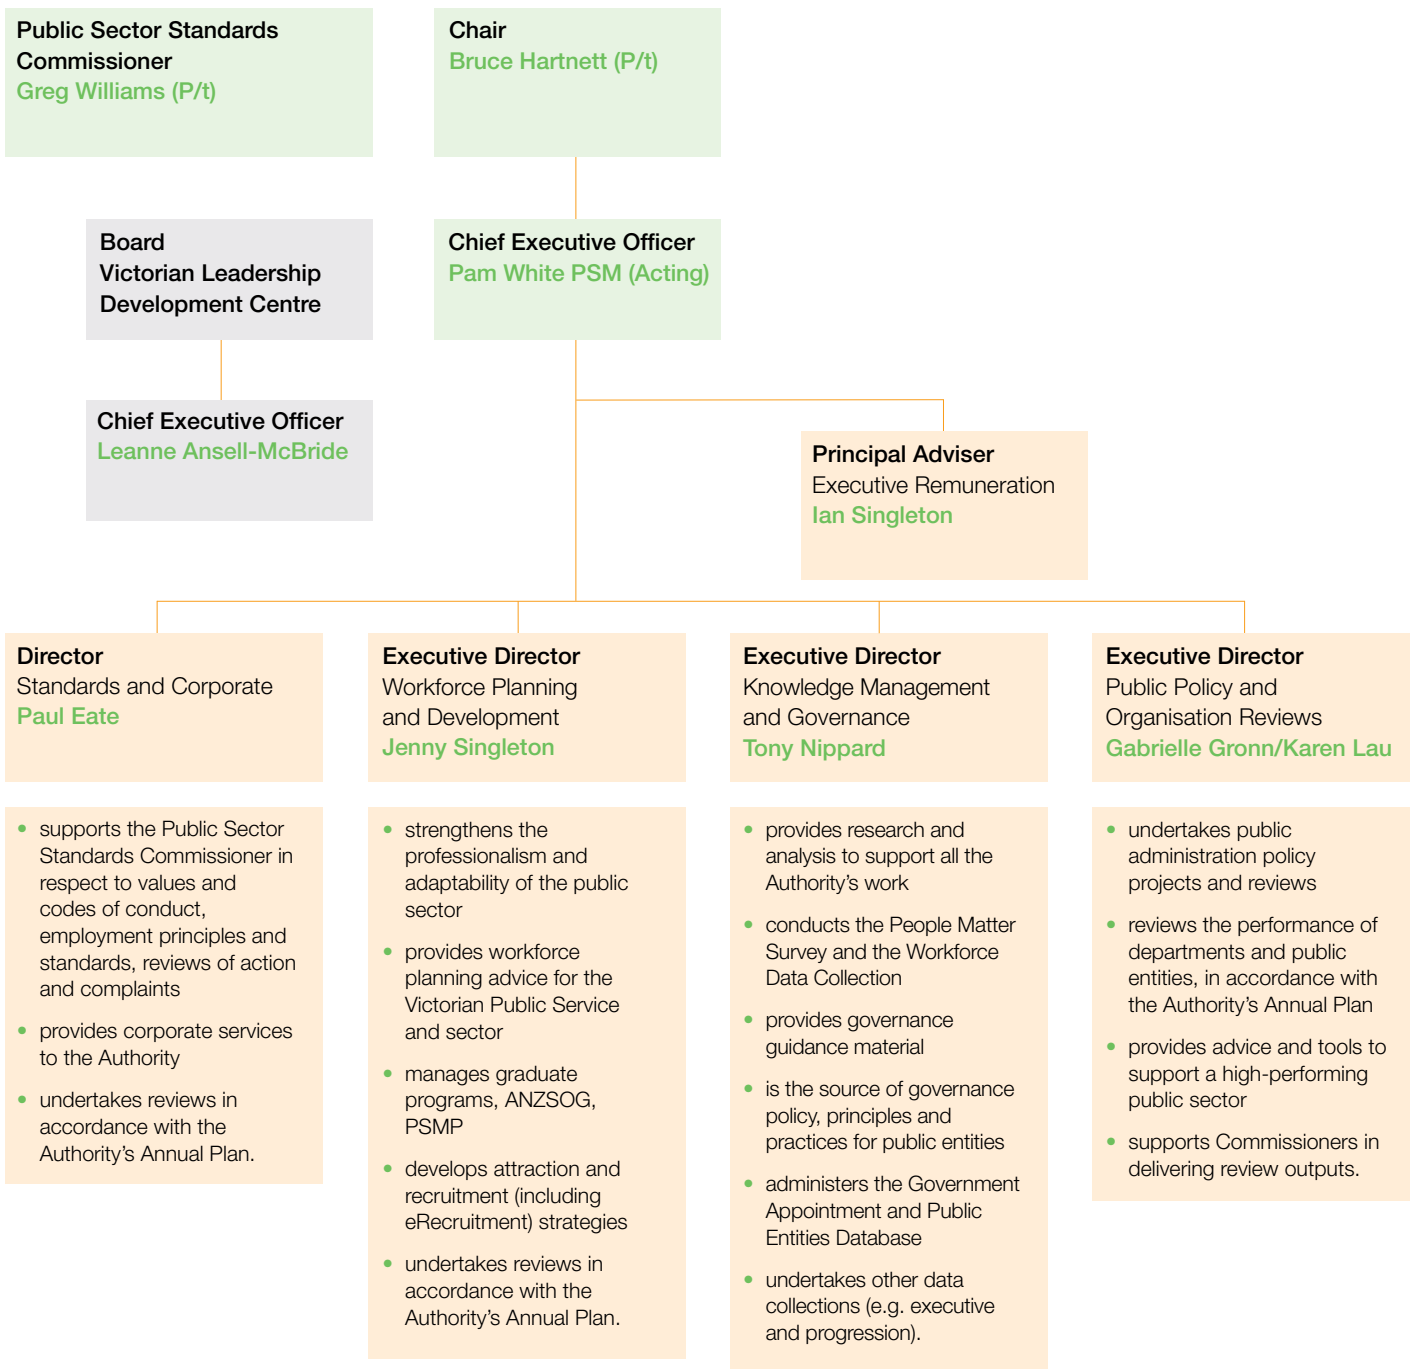 Public Sector Standards
Commissioner
Greg Williams (P/t)
Chair
Bruce Hartnett (P/t)
Board
Victorian Leadership
Development Centre
Chief Executive Officer
Pam White PSM (Acting)
Chief Executive Officer
Leanne Ansell-McBride
Principal Adviser
Executive Remuneration
Ian Singleton
Director
Standards and Corporate
Paul Eate
Executive Director
Workforce Planning
and Development
Jenny Singleton
Executive Director
Knowledge Management
and Governance
Tony Nippard
Executive Director
Public Policy and
Organisation Reviews
Gabrielle Gronn/Karen Lau
• supports the Public Sector
Standards Commissioner in
respect to values and
codes of conduct,
employment principles and
standards, reviews of action
and complaints
• provides corporate services
to the Authority
• undertakes reviews in
accordance with the
Authority's Annual Plan.
• strengthens the
professionalism and
adaptability of the public
sector
• provides workforce
planning advice for the
Victorian Public Service
and sector
• manages graduate
programs, ANZSOG,
PSMP
• develops attraction and
recruitment (including
eRecruitment) strategies
• undertakes reviews in
accordance with the
Authority's Annual Plan.
• provides research and
analysis to support all the
Authority's work
• conducts the People Matter
Survey and the Workforce
Data Collection
• provides governance
guidance material
• is the source of governance
policy, principles and
practices for public entities
• administers the Government
Appointment and Public
Entities Database
• undertakes other data
collections (e.g. executive
and progression).
• undertakes public
administration policy
projects and reviews
• reviews the performance of
departments and public
entities, in accordance with
the Authority's Annual Plan
• provides advice and tools to
support a high-performing
public sector
• supports Commissioners in
delivering review outputs.